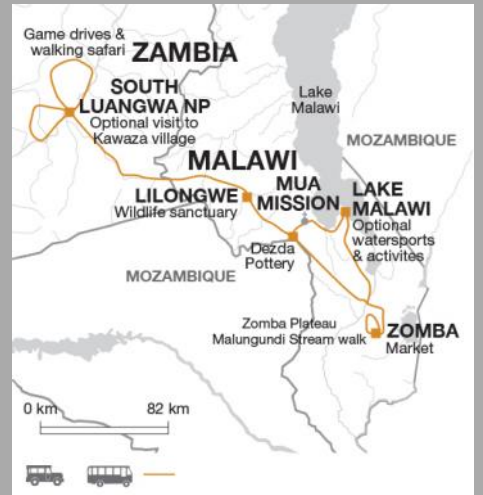 Game drives &
walking safari
ZAMBIA
SOUTH
LUANGWA NP
Optional visit to
Kawaza village
Lake
Malawi
MOZAMBIQUE
MALAWI
LILONGWE
Wildlife sanctuary
MUA
MISSION
LAKE
MALAWI
Optional
watersports
& activites
Dezda
Pottery
MOZAMBIQUE
Zomba Plateau
Malungundi Stream walk
ZOMBA
Market
0 km
82 km